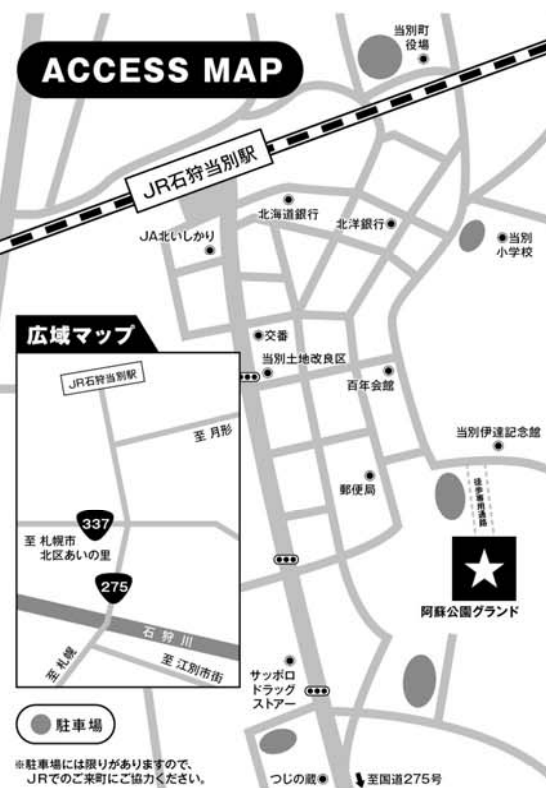 ACCESS MAP
当別町
役場
JR石狩当別駅
北海道銀行
北洋銀行
JA北いしかり
当別
小学校
交番
当別土地改良区
百年会館
当別伊達記念館
郵便局
徒歩専用通路
阿蘇公園グランド
サッポロ
ドラッグ
ストアー
つじの蔵
至国道275号
広域マップ
JR石狩当別駅
至 月形
337
至 札幌市
北区あいの里
275
石狩川
至 札幌
至 江別市街
駐車場
※駐車場には限りがありますので、
JRでのご来町にご協力ください。